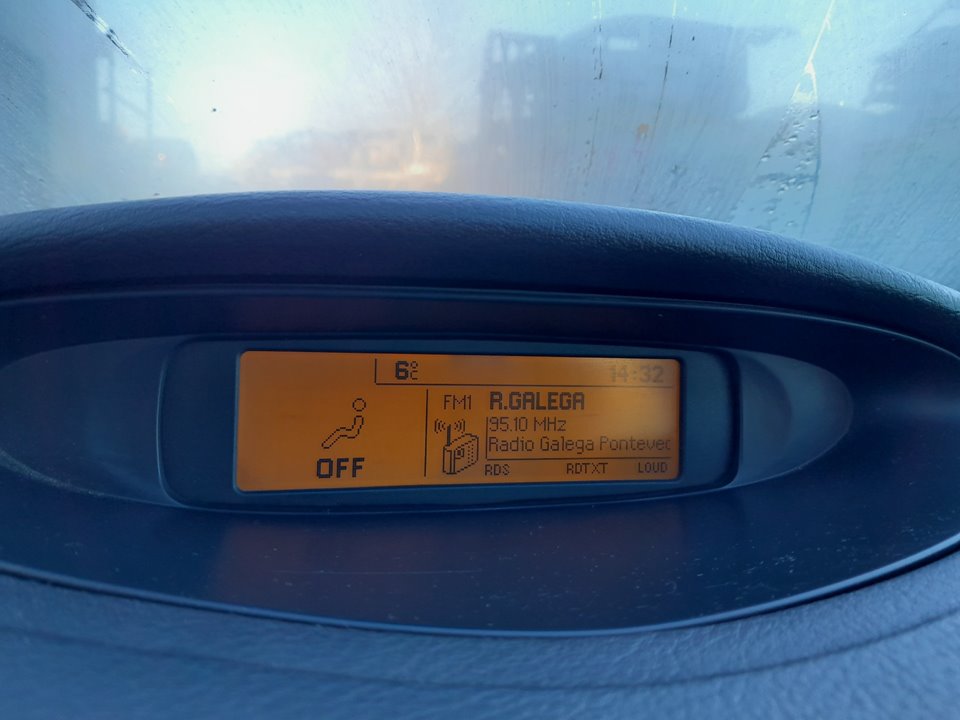 6°C 14:32
FM1 R.GALEGA
95.10 MHz
Radio Galega Pontevec
OFF
RDS RDTXT LOUD